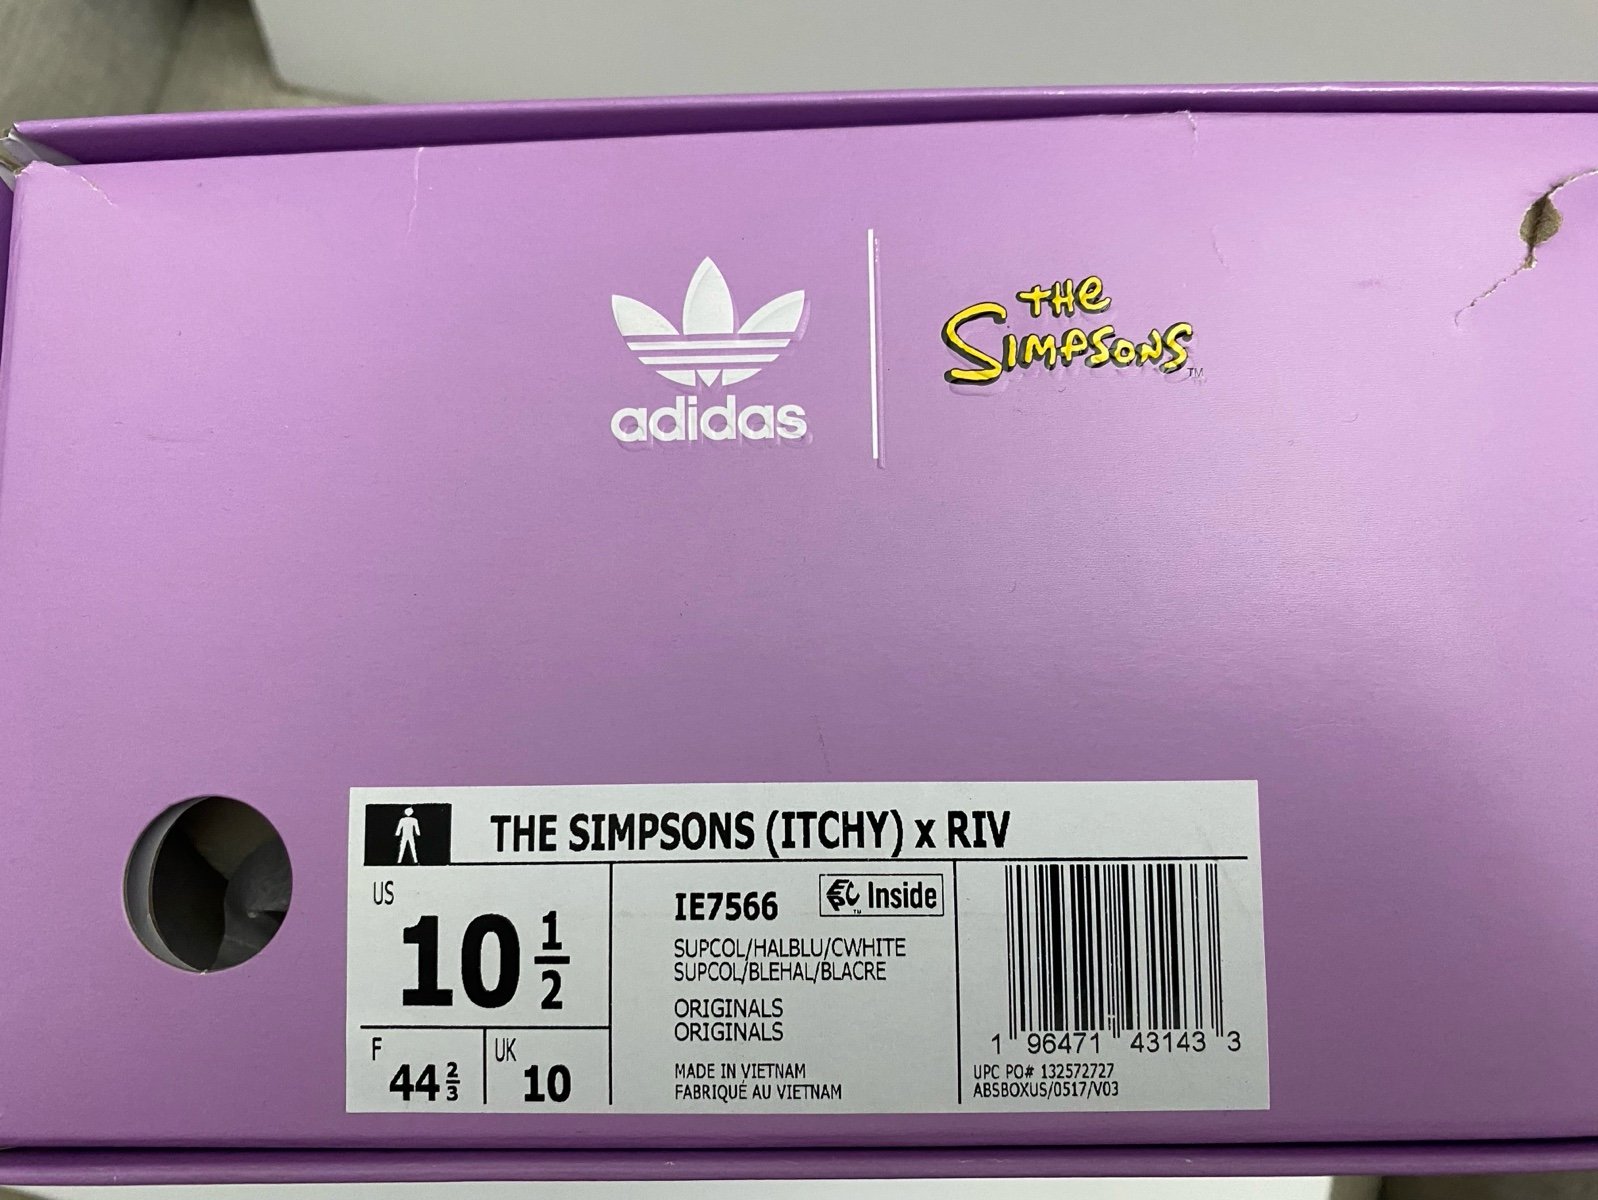 adidas
THE
SIMPSONS TM
THE SIMPSONS (ITCHY) x RIV
US
10 1/2
F
44 2/3
UK
10
IE7566
Inside
SUPCOL/HALBLU/CWHITE
SUPCOL/BLEHAL/BLACRE
ORIGINALS
ORIGINALS
MADE IN VIETNAM
FABRIQUÉ AU VIETNAM
1 96471 43143 3
UPC PO# 132572727
ABSBOXUS/0517/V03